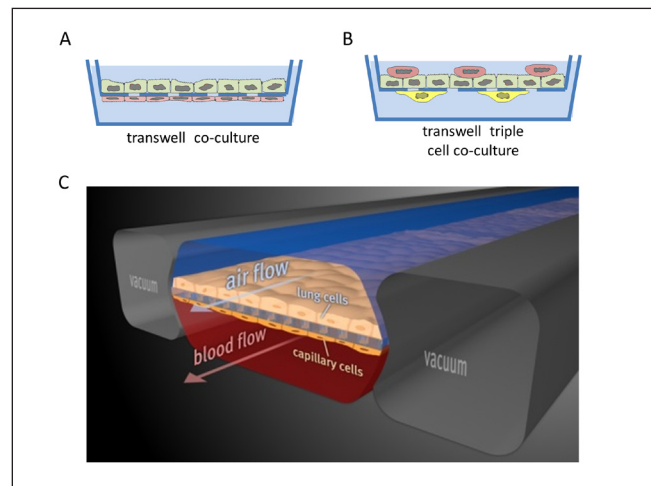 A
B
transwell co-culture
transwell triple
cell co-culture
C
vacuum
air flow
lung cells
blood flow
capillary cells
vacuum